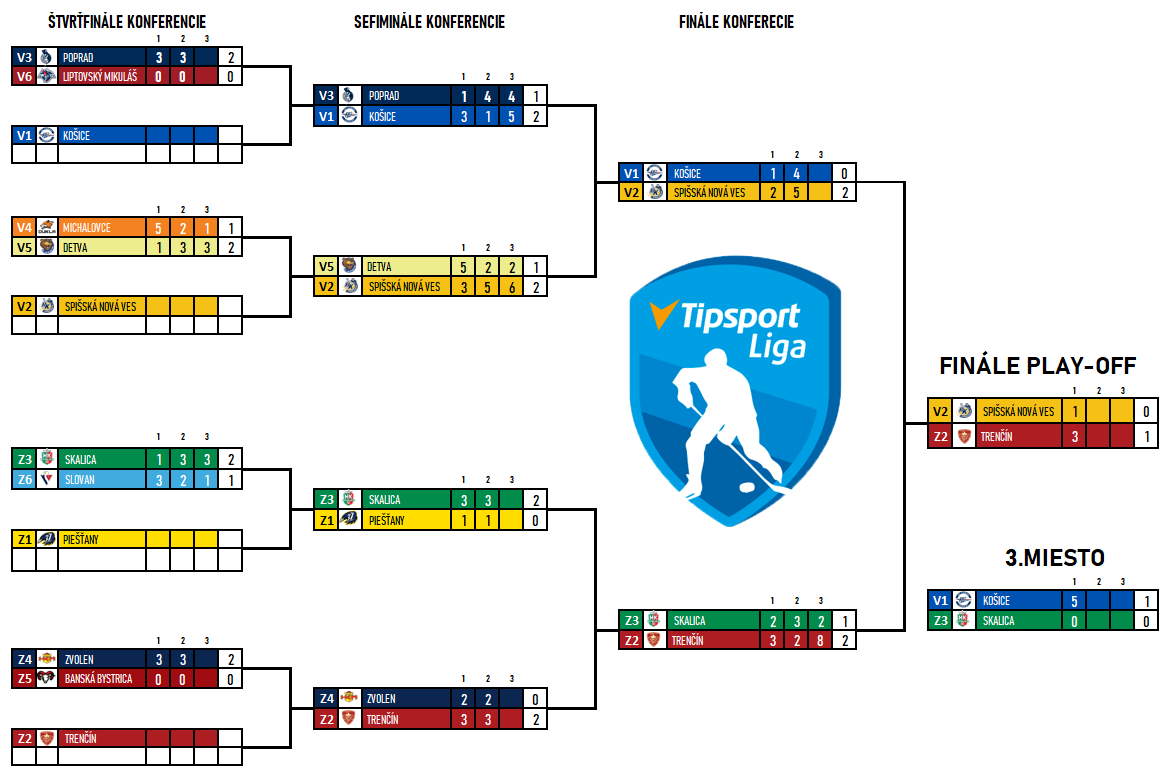 ŠTVRŤFINÁLE KONFERENCIE
SEFIMINÁLE KONFERENCIE
FINÁLE KONFERECIE
1 2 3
V3 POPRAD 3 3 2
V6 LIPTOVSKÝ MIKULÁŠ 0 0 0
V1 KOŠICE
1 2 3
V4 DUKLA MICHALOVCE 5 2 1 1
V5 DETVA 1 3 3 2
V2 SPIŠSKÁ NOVÁ VES
1 2 3
Z3 SKALICA 1 3 3 2
Z6 SLOVAN 3 2 1 1
Z1 PIEŠŤANY
1 2 3
Z4 ZVOLEN 3 3 2
Z5 BANSKÁ BYSTRICA 0 0 0
Z2 TRENČÍN
1 2 3
V3 POPRAD 1 4 4 1
V1 KOŠICE 3 1 5 2
1 2 3
V5 DETVA 5 2 2 1
V2 SPIŠSKÁ NOVÁ VES 3 5 6 2
1 2 3
Z3 SKALICA 3 3 2
Z1 PIEŠŤANY 1 1 0
1 2 3
Z4 ZVOLEN 2 2 0
Z2 TRENČÍN 3 3 2
1 2 3
V1 KOŠICE 1 4 0
V2 SPIŠSKÁ NOVÁ VES 2 5 2
Tipsport
Liga
1 2 3
Z3 SKALICA 2 3 2 1
Z2 TRENČÍN 3 2 8 2
FINÁLE PLAY-OFF
1 2 3
V2 SPIŠSKÁ NOVÁ VES 1 0
Z2 TRENČÍN 3 1
3.MIESTO
1 2 3
V1 KOŠICE 5 1
Z3 SKALICA 0 0